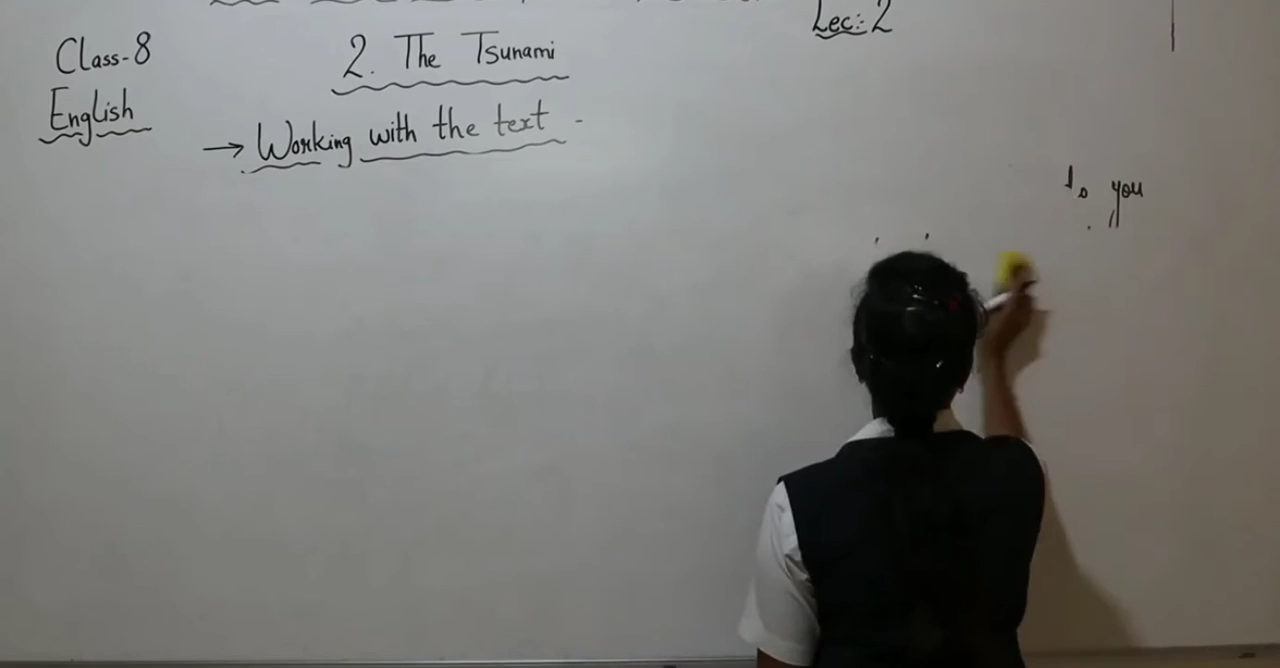 Lec:- 2
Class-8
2. The Tsunami
English
→ Working with the text -
you